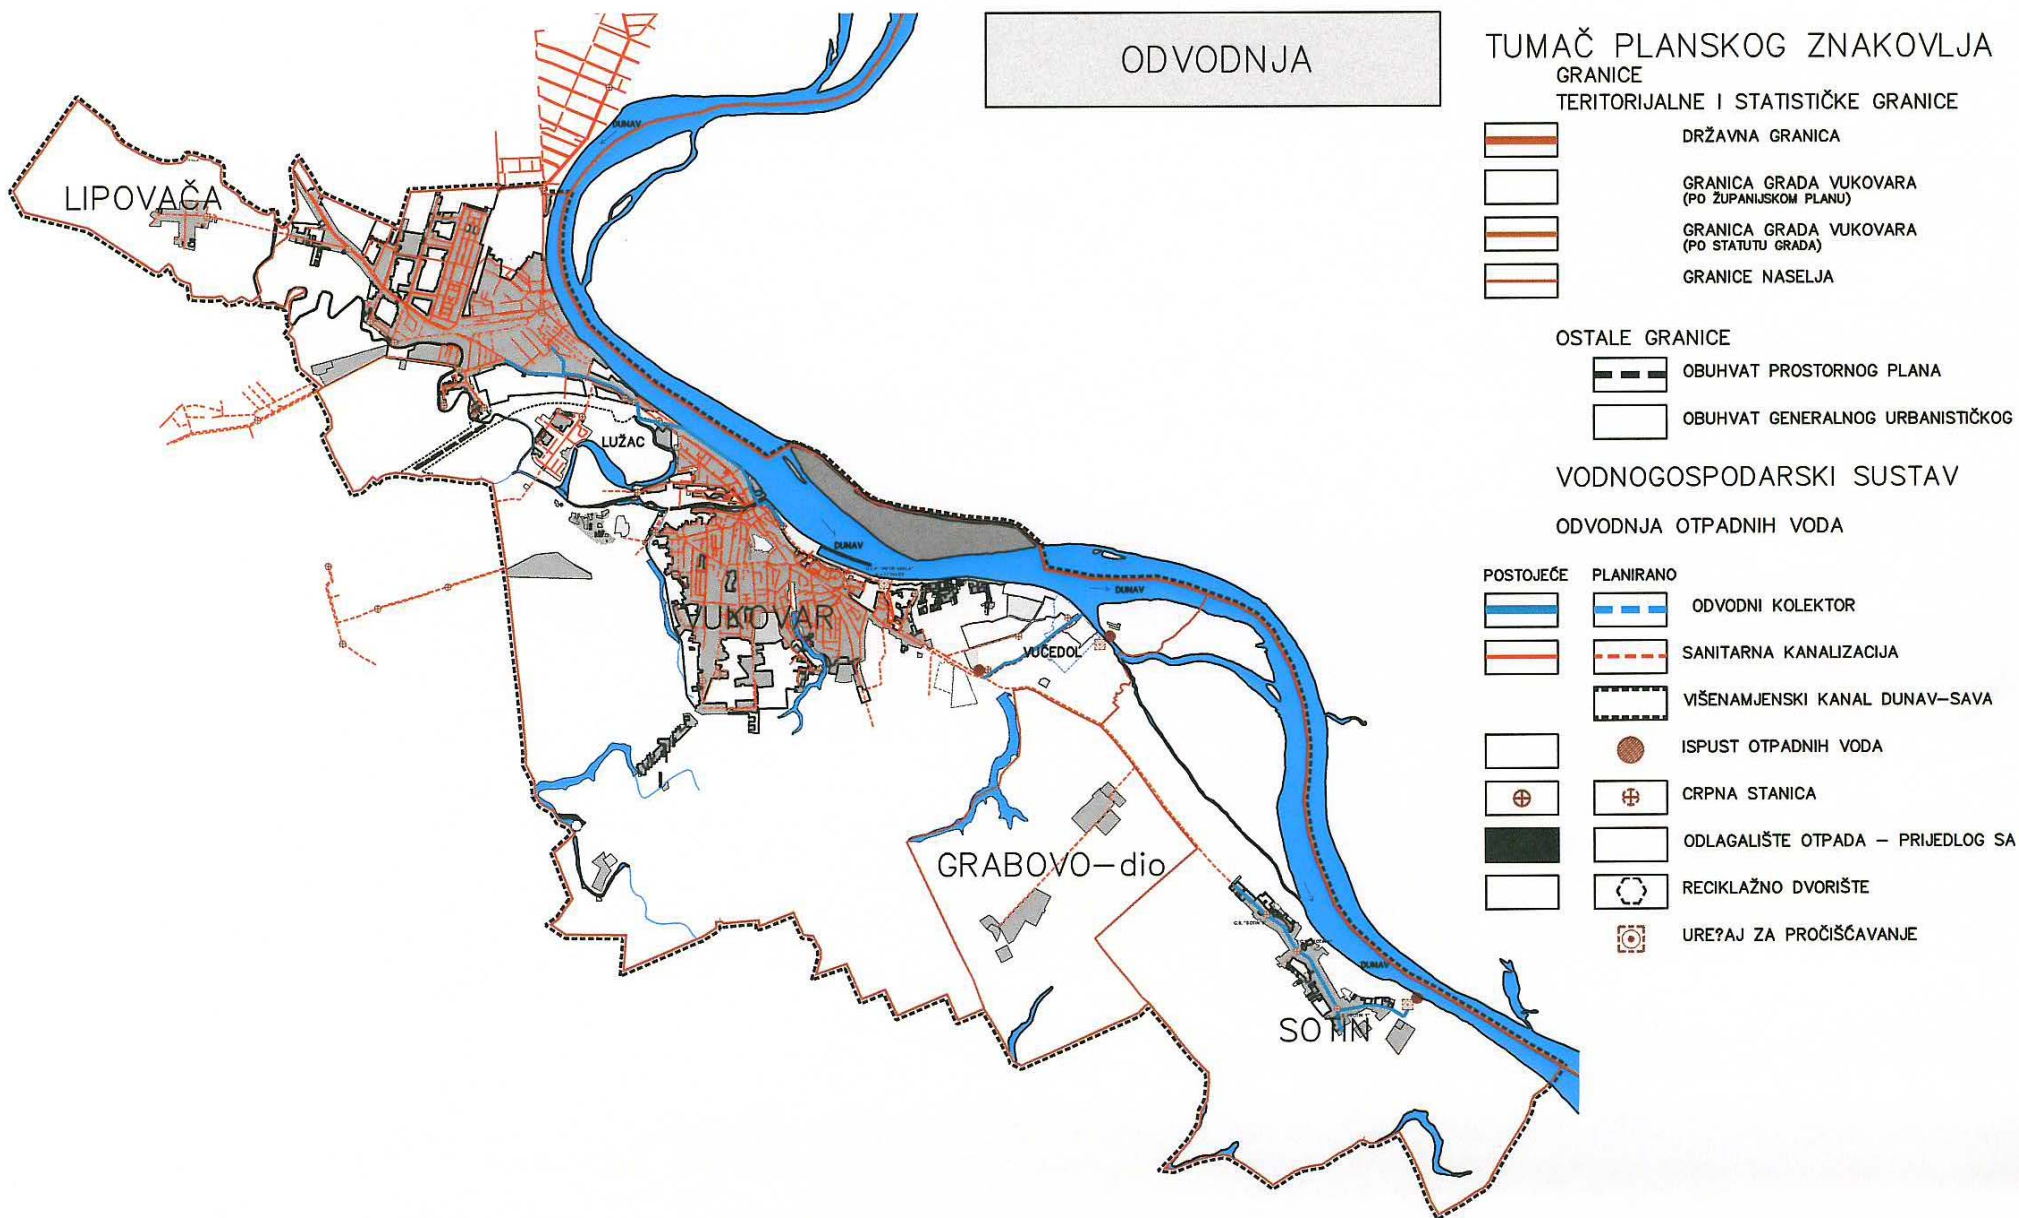 ODVODNJA
TUMAČ PLANSKOG ZNAKOVLJA
GRANICE
TERITORIJALNE I STATISTIČKE GRANICE
DRŽAVNA GRANICA
GRANICA GRADA VUKOVARA
(PO ŽUPANIJSKOM PLANU)
GRANICA GRADA VUKOVARA
(PO STATUTU GRADA)
GRANICE NASELJA
OSTALE GRANICE
OBUHVAT PROSTORNOG PLANA
OBUHVAT GENERALNOG URBANISTIČKOG
VODNOGOSPODARSKI SUSTAV
ODVODNJA OTPADNIH VODA
POSTOJEĆE PLANIRANO
ODVODNI KOLEKTOR
SANITARNA KANALIZACIJA
VIŠENAMJENSKI KANAL DUNAV–SAVA
ISPUST OTPADNIH VODA
CRPNA STANICA
ODLAGALIŠTE OTPADA – PRIJEDLOG SA
RECIKLAŽNO DVORIŠTE
URE?AJ ZA PROČIŠĆAVANJE
DUNAV
LIPOVAČA
LUŽAC
DUNAV
DUNAV
VUKOVAR
VUČEDOL
GRABOVO–dio
DUNAV
SOTIN